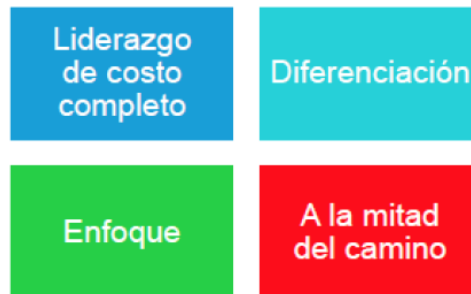 Liderazgo
de costo
completo
Diferenciación
Enfoque
A la mitad
del camino